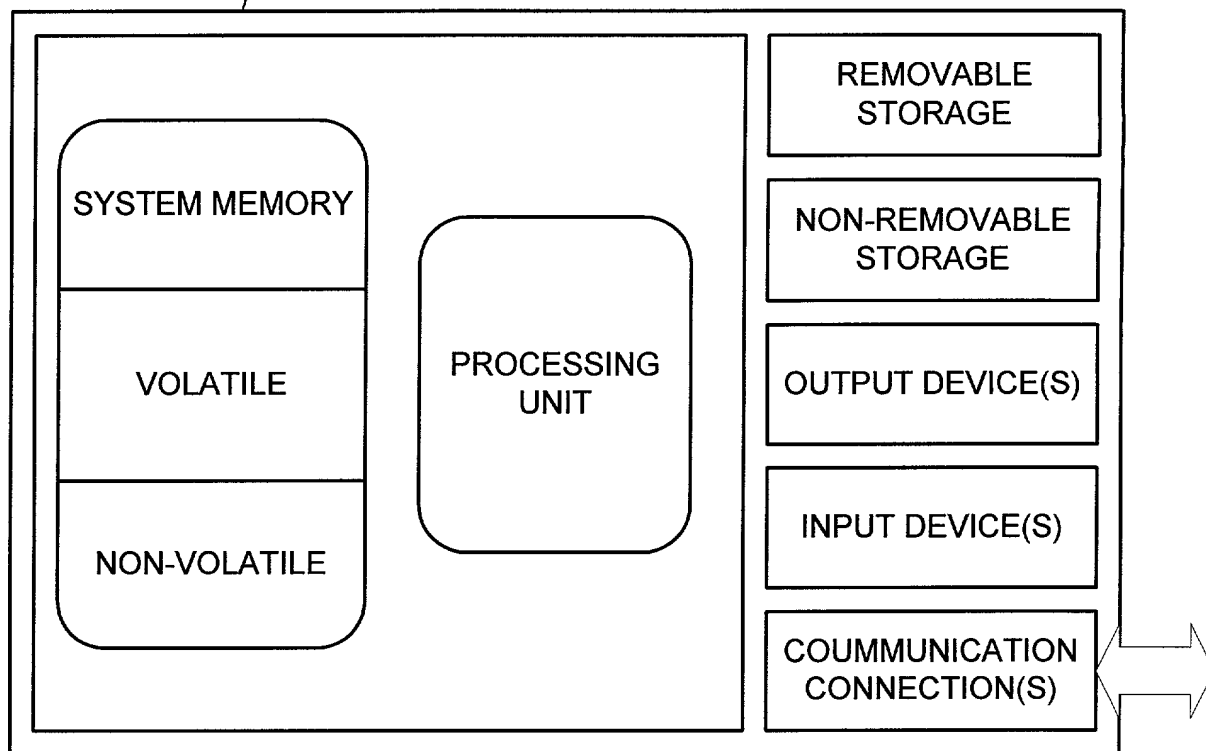 SYSTEM MEMORY
VOLATILE
NON-VOLATILE
PROCESSING
UNIT
REMOVABLE
STORAGE
NON-REMOVABLE
STORAGE
OUTPUT DEVICE(S)
INPUT DEVICE(S)
COUMMUNICATION
CONNECTION(S)